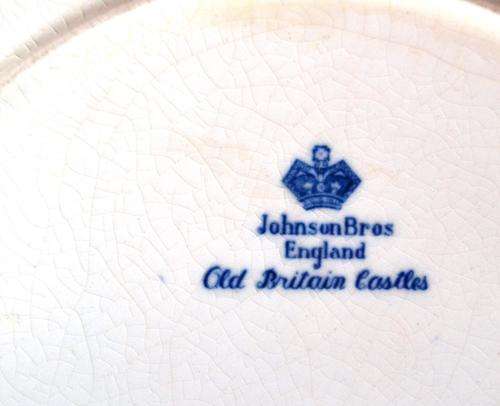 Johnson Bros
England
Old Britain Castles